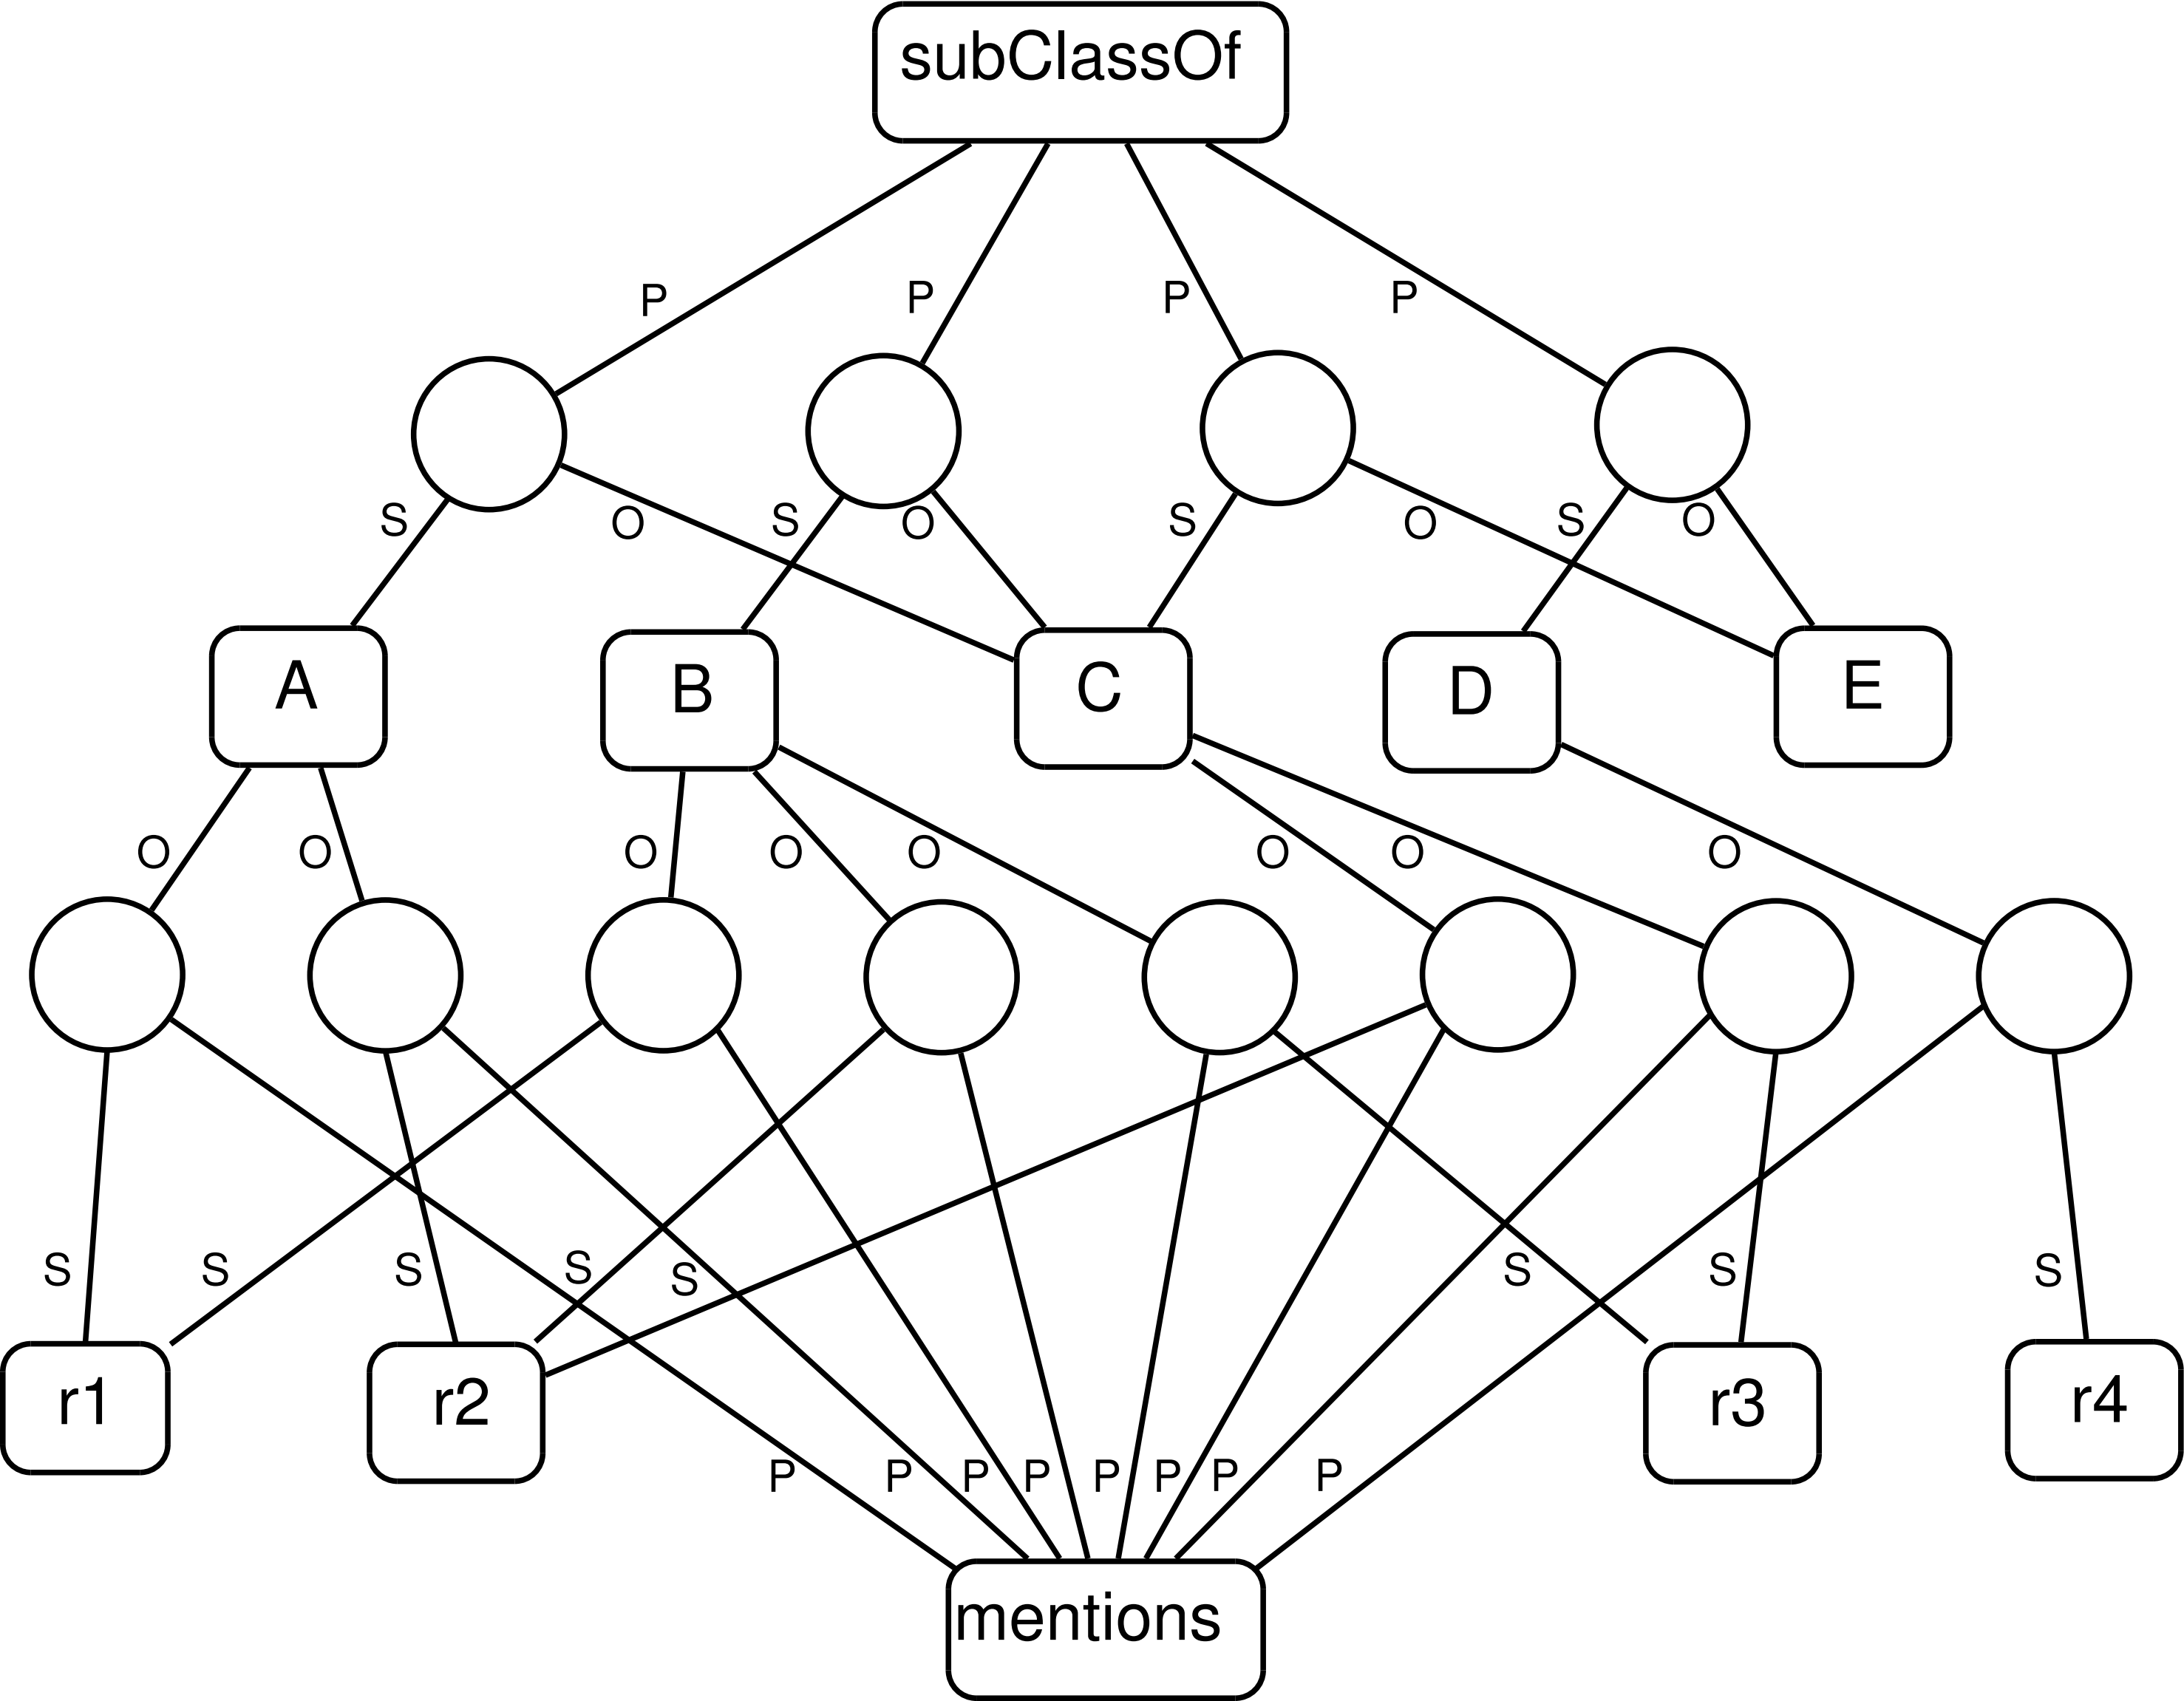 subClassOf
P P P P
S O S O S O S O
A B C D E
O O O O O O O O
S S S S S S S S
r1 r2 r3 r4
P P P P P P P P
mentions